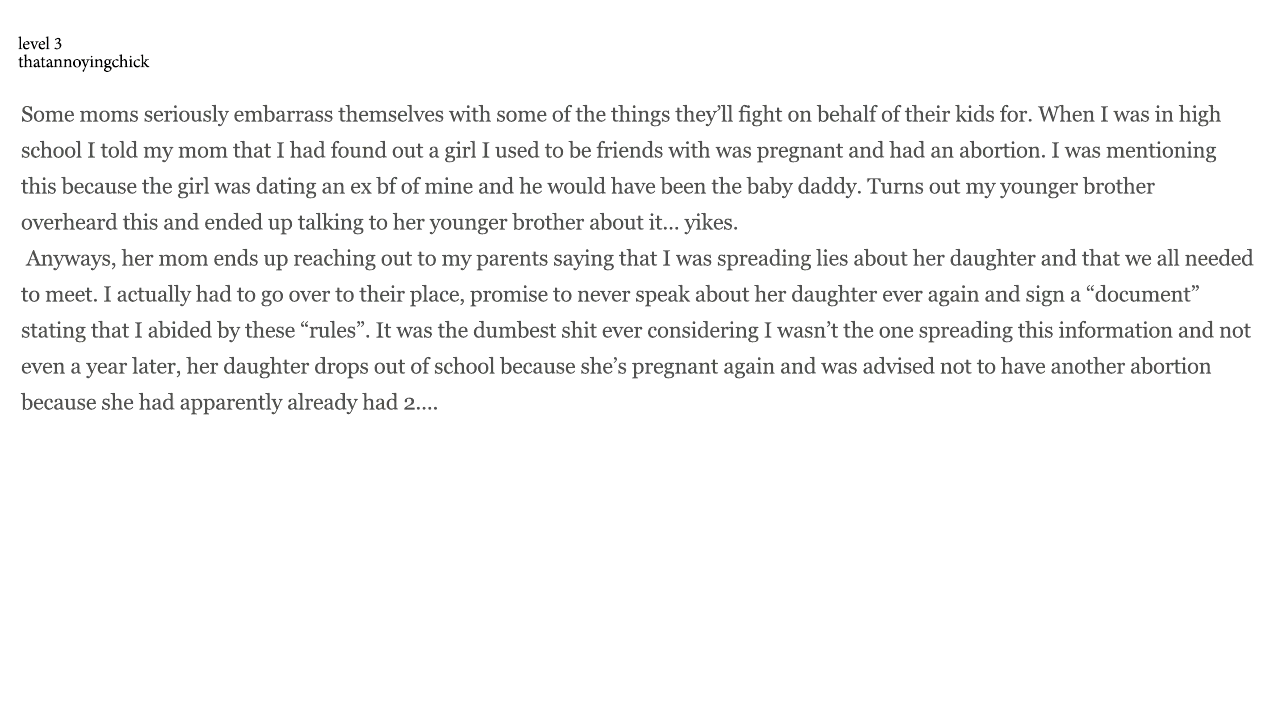 level 3
thatannoyingchick
Some moms seriously embarrass themselves with some of the things they’ll fight on behalf of their kids for. When I was in high
school I told my mom that I had found out a girl I used to be friends with was pregnant and had an abortion. I was mentioning
this because the girl was dating an ex bf of mine and he would have been the baby daddy. Turns out my younger brother
overheard this and ended up talking to her younger brother about it... yikes.
Anyways, her mom ends up reaching out to my parents saying that I was spreading lies about her daughter and that we all needed
to meet. I actually had to go over to their place, promise to never speak about her daughter ever again and sign a “document”
stating that I abided by these “rules”. It was the dumbest shit ever considering I wasn’t the one spreading this information and not
even a year later, her daughter drops out of school because she’s pregnant again and was advised not to have another abortion
because she had apparently already had 2....